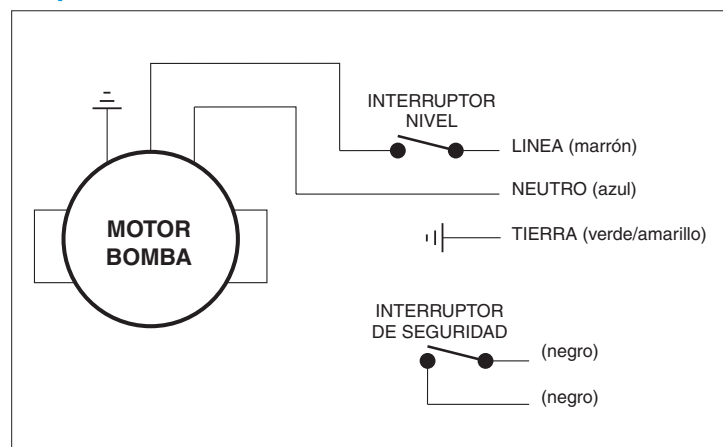 INTERRUPTOR
NIVEL
LINEA (marrón)
NEUTRO (azul)
MOTOR
BOMBA
TIERRA (verde/amarillo)
INTERRUPTOR
DE SEGURIDAD
(negro)
(negro)